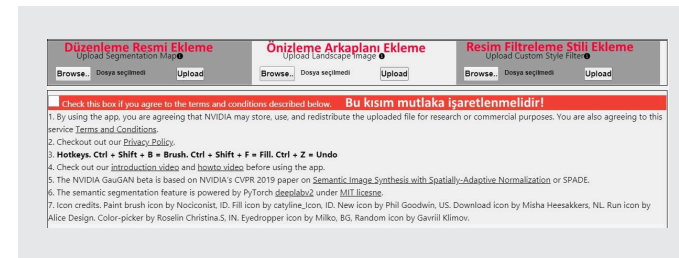 Düzenleme Resmi Ekleme
Upload Segmentation Map
Browse.. Dosya seçilmedi Upload
Önizleme Arkaplanı Ekleme
Upload Landscape Image
Browse.. Dosya seçilmedi Upload
Resim Filtreleme Stili Ekleme
Upload Custom Style Filter
Browse.. Dosya seçilmedi Upload
Check this box if you agree to the terms and conditions described below. Bu kısım mutlaka işaretlenmelidir!
1. By using the app, you are agreeing that NVIDIA may store, use, and redistribute the uploaded file for research or commercial purposes. You are also agreeing to this
service Terms and Conditions.
2. Checkout out our Privacy Policy.
3. Hotkeys. Ctrl + Shift + B = Brush. Ctrl + Shift + F = Fill. Ctrl + Z = Undo
4. Check out our introduction video and howto video before using the app.
5. The NVIDIA GauGAN beta is based on NVIDIA's CVPR 2019 paper on Semantic Image Synthesis with Spatially-Adaptive Normalization or SPADE.
6. The semantic segmentation feature is powered by PyTorch deeplabv2 under MIT licesne.
7. Icon credits. Paint brush icon by Nociconist, ID. Fill icon by catyline_Icon, ID. New icon by Phil Goodwin, US. Download icon by Misha Heesakkers, NL. Run icon by
Alice Design. Color-picker by Roselin Christina.S, IN. Eyedropper icon by Milko, BG, Random icon by Gavriil Klimov.